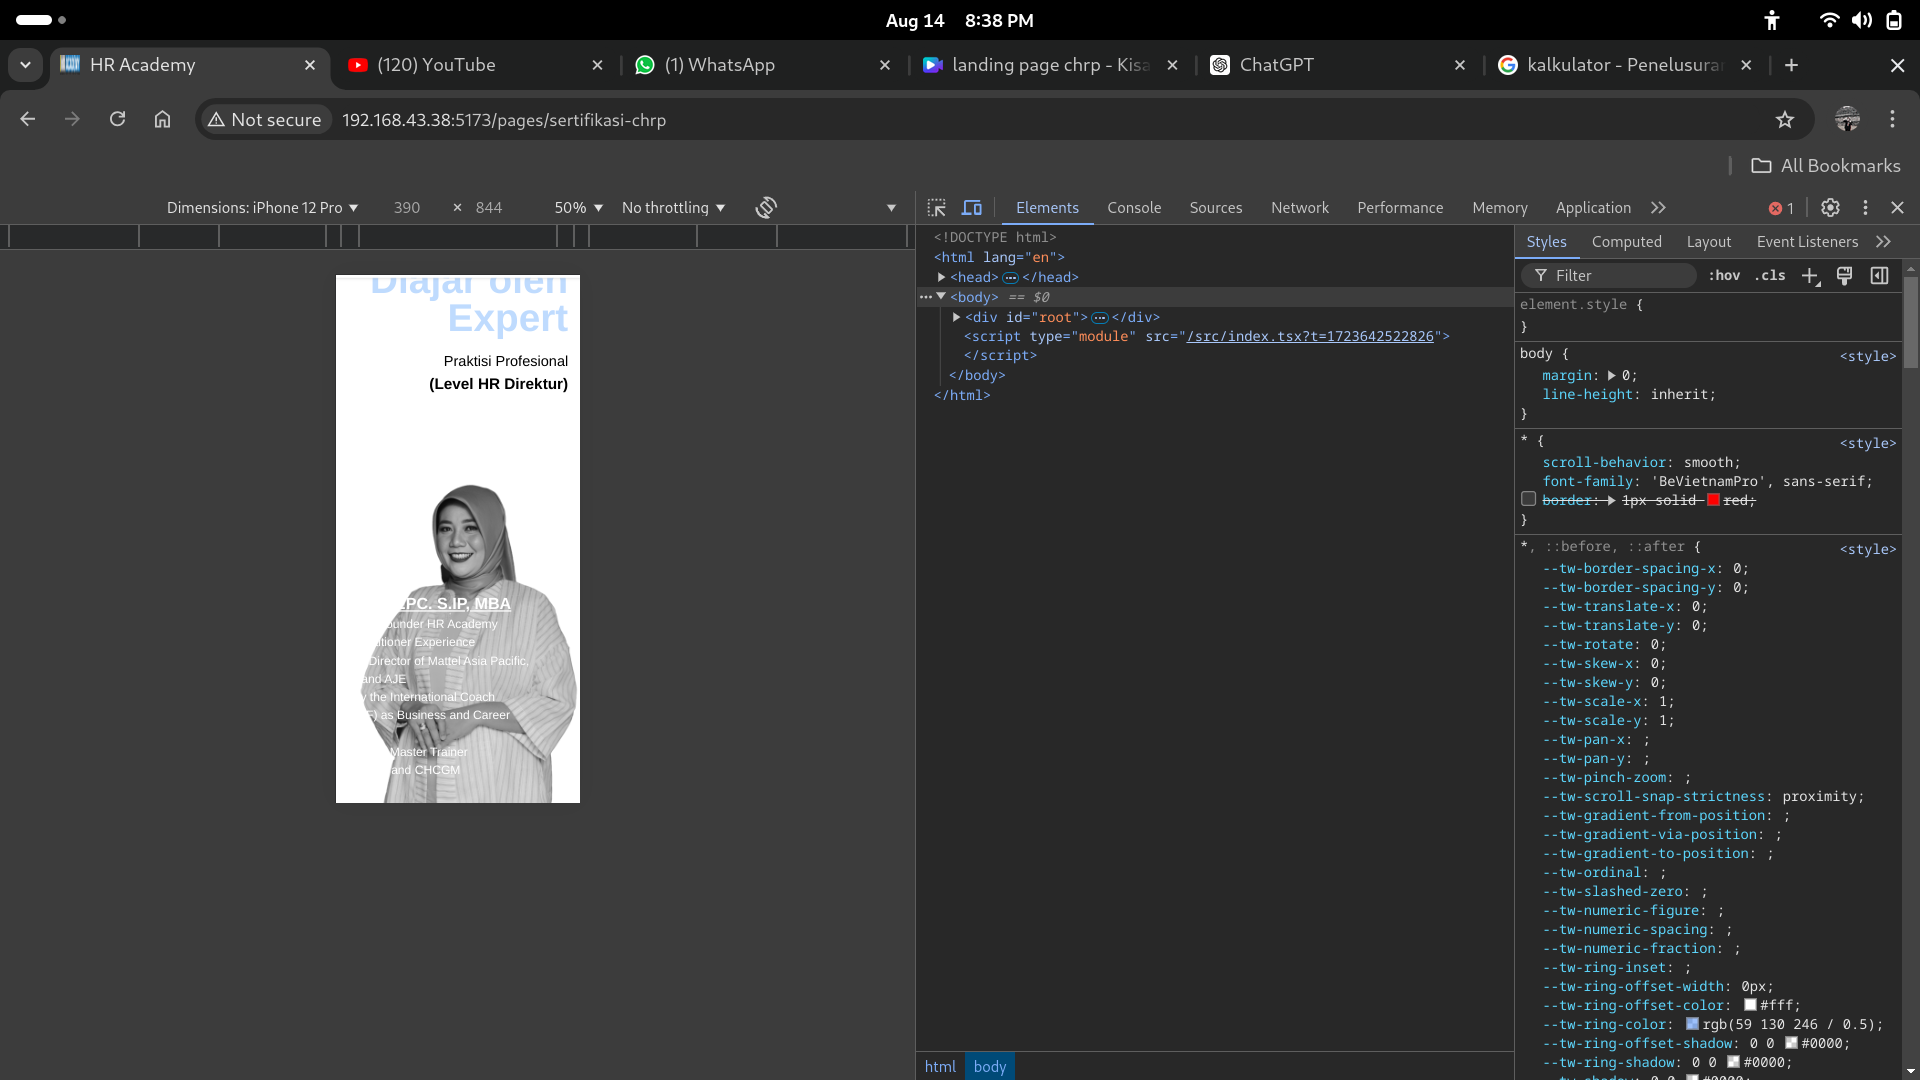 Aug 14 8:38 PM
HR Academy
(120) YouTube
(1) WhatsApp
landing page chrp - Kisa
ChatGPT
kalkulator - Penelusuran
Not secure
192.168.43.38:5173/pages/sertifikasi-chrp
All Bookmarks
Dimensions: iPhone 12 Pro 390 × 844 50% No throttling
Elements Console Sources Network Performance Memory Application 1
Diajar oleh
Expert
Praktisi Profesional
(Level HR Direktur)
PC. S.IP, MBA
ounder HR Academy
itioner Experience
Director of Mattel Asia Pacific,
and AJE
y the International Coach
F) as Business and Career
Master Trainer
and CHCGM
<!DOCTYPE html>
<html lang="en">
<head> </head>
<body> == $0
<div id="root"> </div>
<script type="module" src="/src/index.tsx?t=1723642522826">
</script>
</body>
</html>
html body
Styles Computed Layout Event Listeners
Filter :hov .cls
element.style {
}
body { <style>
margin: 0;
line-height: inherit;
}
* { <style>
scroll-behavior: smooth;
font-family: 'BeVietnamPro', sans-serif;
border: 1px solid red;
}
*, ::before, ::after { <style>
--tw-border-spacing-x: 0;
--tw-border-spacing-y: 0;
--tw-translate-x: 0;
--tw-translate-y: 0;
--tw-rotate: 0;
--tw-skew-x: 0;
--tw-skew-y: 0;
--tw-scale-x: 1;
--tw-scale-y: 1;
--tw-pan-x: ;
--tw-pan-y: ;
--tw-pinch-zoom: ;
--tw-scroll-snap-strictness: proximity;
--tw-gradient-from-position: ;
--tw-gradient-via-position: ;
--tw-gradient-to-position: ;
--tw-ordinal: ;
--tw-slashed-zero: ;
--tw-numeric-figure: ;
--tw-numeric-spacing: ;
--tw-numeric-fraction: ;
--tw-ring-inset: ;
--tw-ring-offset-width: 0px;
--tw-ring-offset-color: #fff;
--tw-ring-color: rgb(59 130 246 / 0.5);
--tw-ring-offset-shadow: 0 0 #0000;
--tw-ring-shadow: 0 0 #0000;
--tw-shadow: 0 0 #0000;